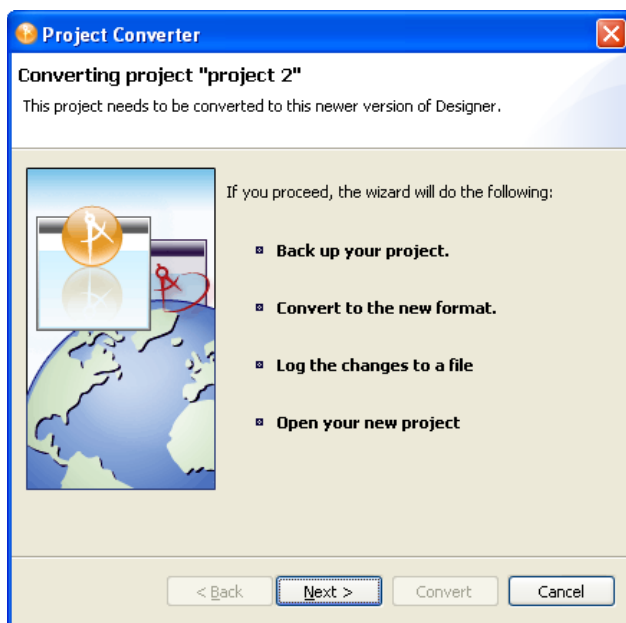 Project Converter
Converting project "project 2"
This project needs to be converted to this newer version of Designer.
If you proceed, the wizard will do the following:
Back up your project.
Convert to the new format.
Log the changes to a file
Open your new project
< Back Next > Convert Cancel